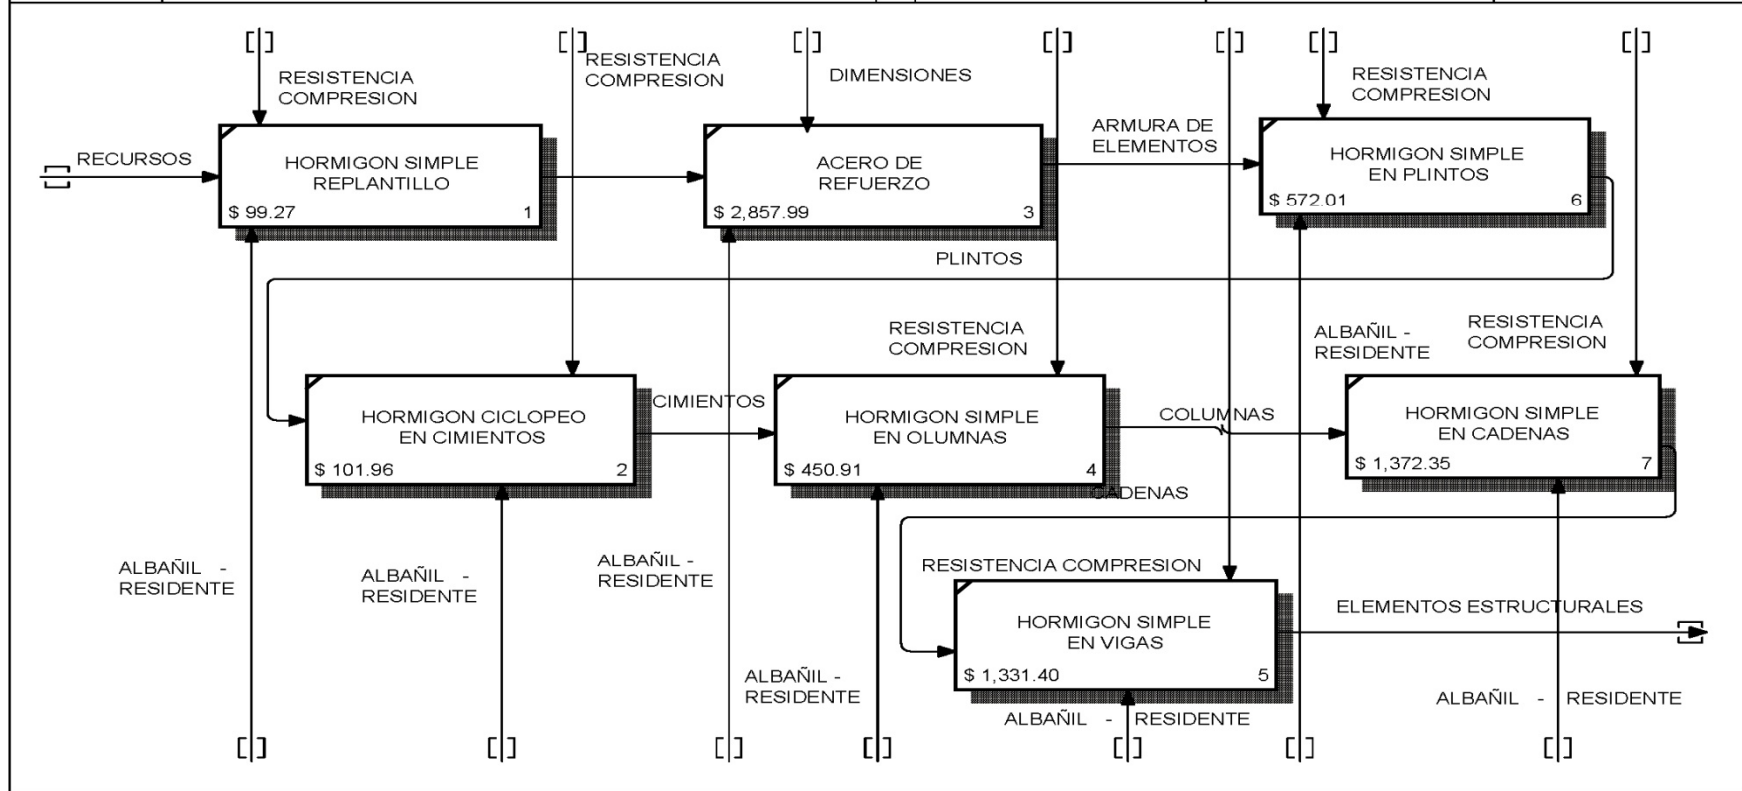 RESISTENCIA
COMPRESION
RESISTENCIA
COMPRESION
DIMENSIONES
RESISTENCIA
COMPRESION
RECURSOS
HORMIGON SIMPLE
REPLANTILLO
$ 99.27 1
ACERO DE
REFUERZO
$ 2,857.99 3
ARMURA DE
ELEMENTOS
HORMIGON SIMPLE
EN PLINTOS
$ 572.01 6
PLINTOS
RESISTENCIA
COMPRESION
ALBAÑIL -
RESIDENTE
RESISTENCIA
COMPRESION
HORMIGON CICLOPEO
EN CIMIENTOS
$ 101.96 2
CIMIENTOS
HORMIGON SIMPLE
EN OLUMNAS
$ 450.91 4
COLUMNAS
HORMIGON SIMPLE
EN CADENAS
$ 1,372.35 7
CADENAS
ALBAÑIL -
RESIDENTE
ALBAÑIL -
RESIDENTE
ALBAÑIL -
RESIDENTE
RESISTENCIA COMPRESION
HORMIGON SIMPLE
EN VIGAS
$ 1,331.40 5
ELEMENTOS ESTRUCTURALES
ALBAÑIL -
RESIDENTE
ALBAÑIL - RESIDENTE
ALBAÑIL - RESIDENTE